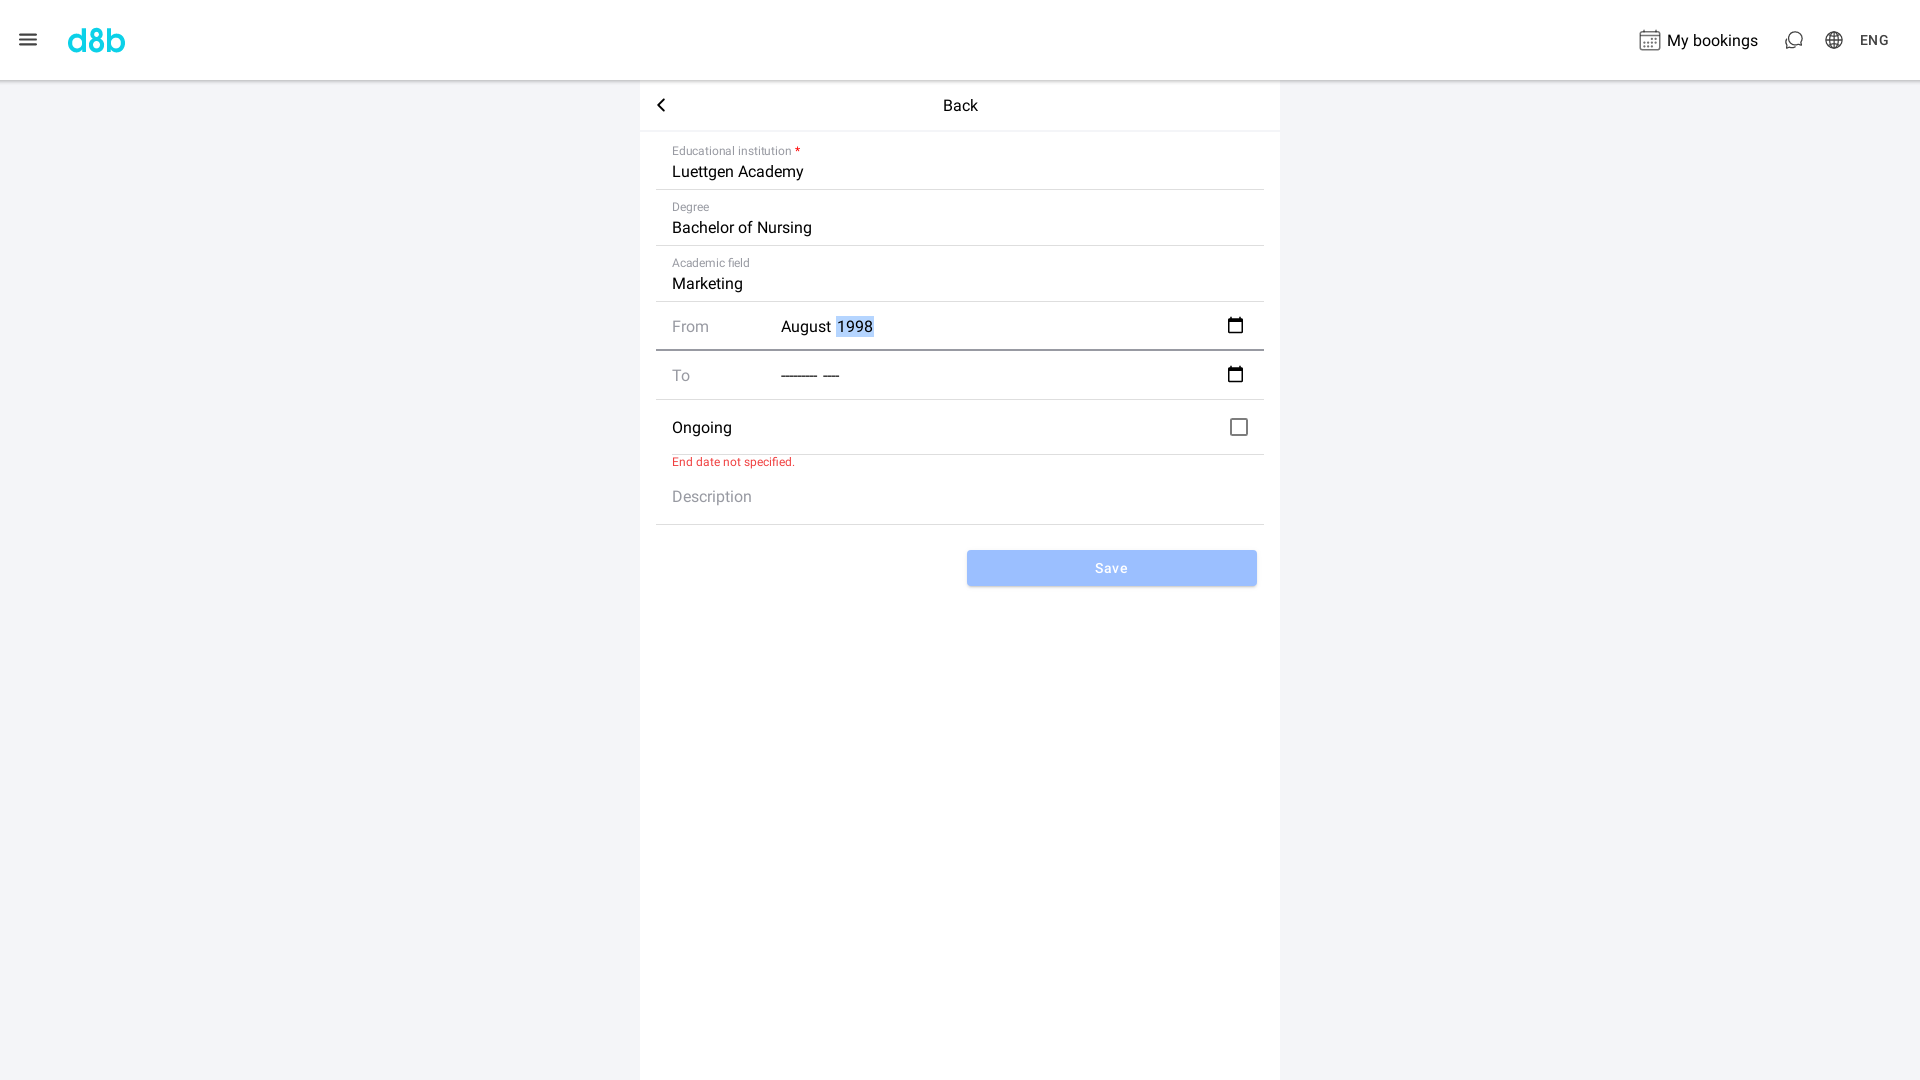 d8b
My bookings
ENG
Back
Educational institution *
Luettgen Academy
Degree
Bachelor of Nursing
Academic field
Marketing
From August 1998
To --------- ----
Ongoing
End date not specified.
Description
Save